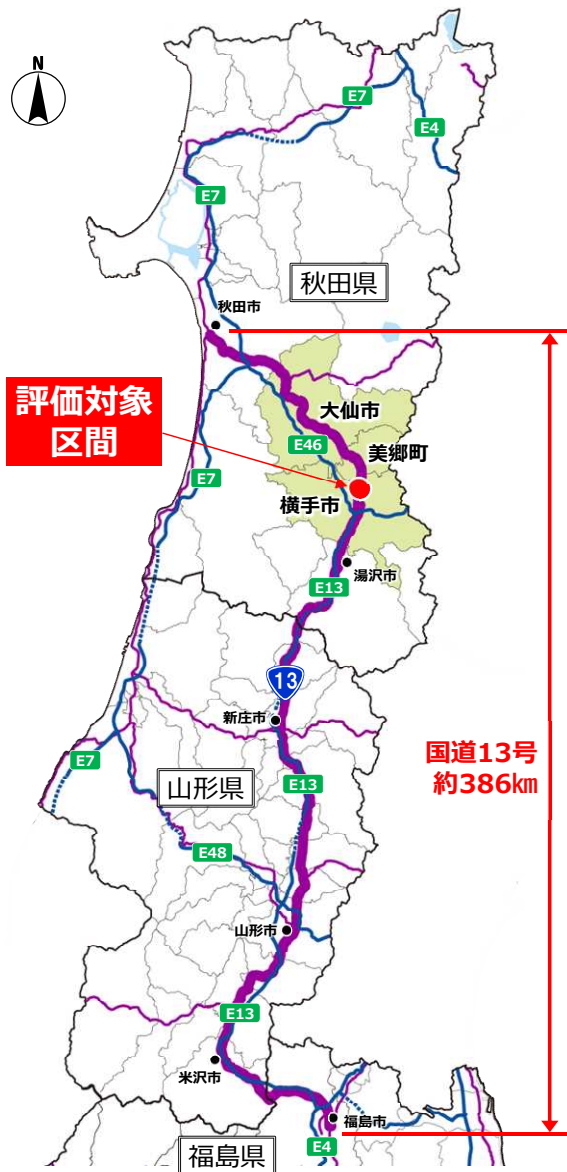 N
E7
E4
E7
秋田県
秋田市
評価対象
区間
大仙市
E46
美郷町
E7
横手市
湯沢市
E13
13
新庄市
国道13号
約386km
E7
山形県
E13
E48
山形市
E13
米沢市
福島市
E4
福島県